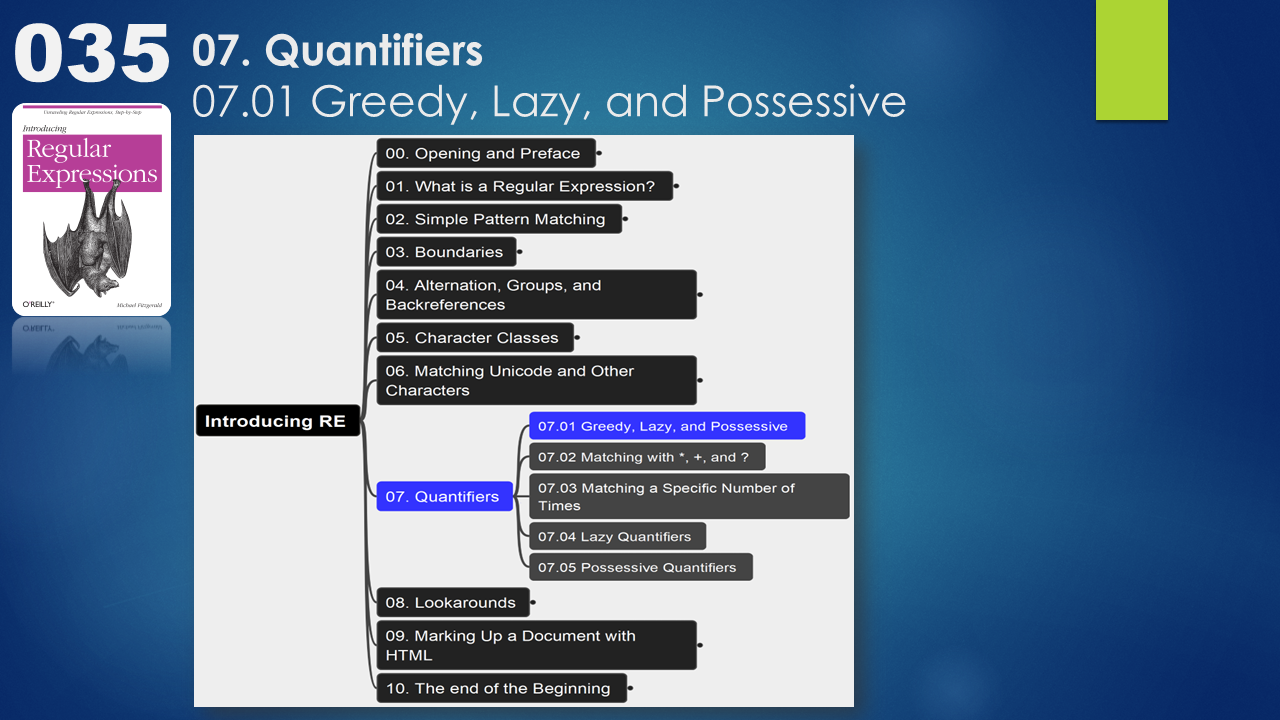 035
07. Quantifiers
07.01 Greedy, Lazy, and Possessive
Unraveling Regular Expressions, Step-by-Step
Introducing
Regular
Expressions
O'REILLY®
Michael Fitzgerald
00. Opening and Preface
01. What is a Regular Expression?
02. Simple Pattern Matching
03. Boundaries
04. Alternation, Groups, and
Backreferences
05. Character Classes
06. Matching Unicode and Other
Characters
Introducing RE
07. Quantifiers
07.01 Greedy, Lazy, and Possessive
07.02 Matching with *, +, and ?
07.03 Matching a Specific Number of
Times
07.04 Lazy Quantifiers
07.05 Possessive Quantifiers
08. Lookarounds
09. Marking Up a Document with
HTML
10. The end of the Beginning